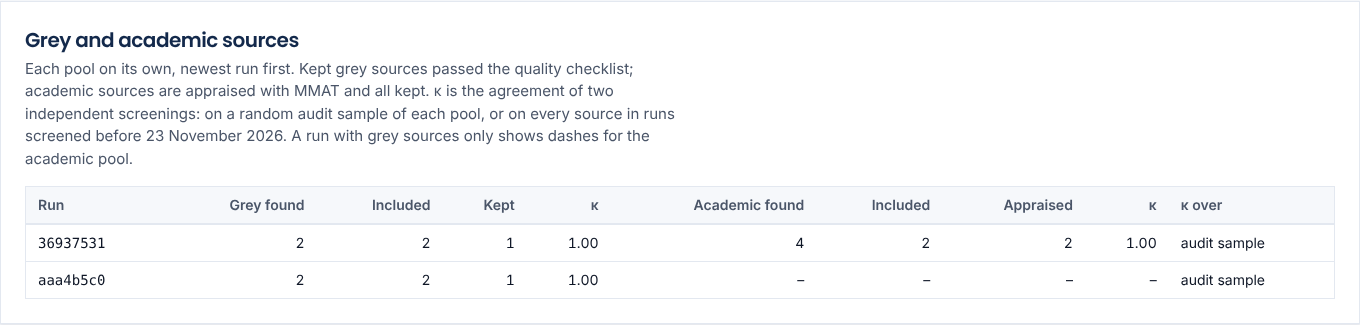 Grey and academic sources
Each pool on its own, newest run first. Kept grey sources passed the quality checklist;
academic sources are appraised with MMAT and all kept. κ is the agreement of two
independent screenings: on a random audit sample of each pool, or on every source in runs
screened before 23 November 2026. A run with grey sources only shows dashes for the
academic pool.
Run Grey found Included Kept κ Academic found Included Appraised κ κ over
36937531 2 2 1 1.00 4 2 2 1.00 audit sample
aaa4b5c0 2 2 1 1.00 – – – – audit sample